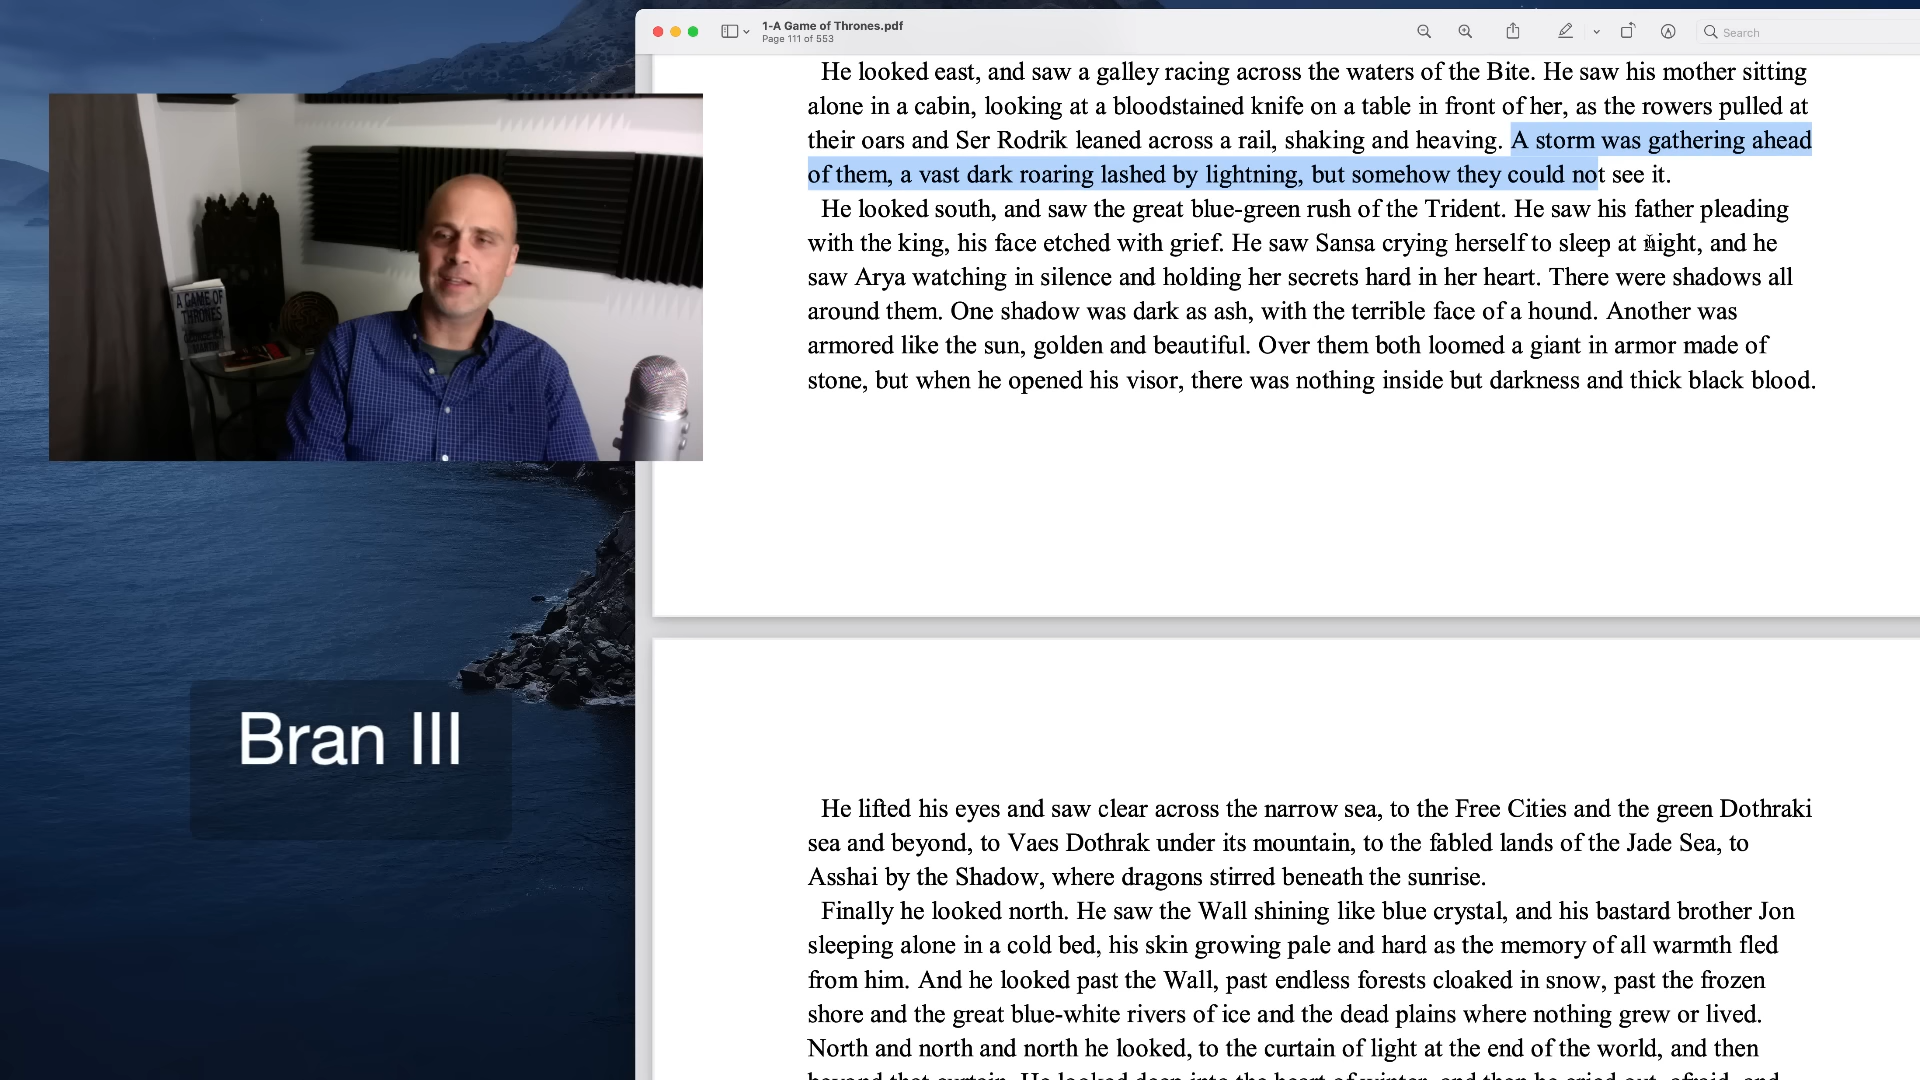 1-A Game of Thrones.pdf
Page 111 of 553
Search
He looked east, and saw a galley racing across the waters of the Bite. He saw his mother sitting
alone in a cabin, looking at a bloodstained knife on a table in front of her, as the rowers pulled at
their oars and Ser Rodrik leaned across a rail, shaking and heaving. A storm was gathering ahead
of them, a vast dark roaring lashed by lightning, but somehow they could not see it.
He looked south, and saw the great blue-green rush of the Trident. He saw his father pleading
with the king, his face etched with grief. He saw Sansa crying herself to sleep at night, and he
saw Arya watching in silence and holding her secrets hard in her heart. There were shadows all
around them. One shadow was dark as ash, with the terrible face of a hound. Another was
armored like the sun, golden and beautiful. Over them both loomed a giant in armor made of
stone, but when he opened his visor, there was nothing inside but darkness and thick black blood.
A GAME OF
THRONES
Bran III
He lifted his eyes and saw clear across the narrow sea, to the Free Cities and the green Dothraki
sea and beyond, to Vaes Dothrak under its mountain, to the fabled lands of the Jade Sea, to
Asshai by the Shadow, where dragons stirred beneath the sunrise.
Finally he looked north. He saw the Wall shining like blue crystal, and his bastard brother Jon
sleeping alone in a cold bed, his skin growing pale and hard as the memory of all warmth fled
from him. And he looked past the Wall, past endless forests cloaked in snow, past the frozen
shore and the great blue-white rivers of ice and the dead plains where nothing grew or lived.
North and north and north he looked, to the curtain of light at the end of the world, and then